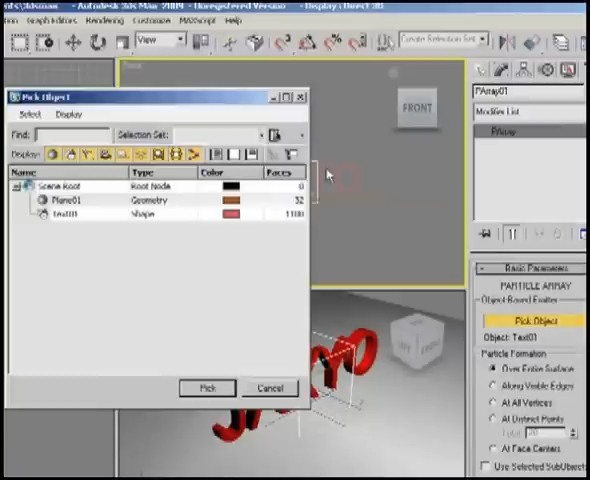 Autodesk 3ds Max 2009 - Unregistered Version - Display : Direct 3D
Graph Editors Rendering Customize MAXScript Help
View
Create Selection Set
Pick Object
Select Display
Find: Selection Set:
Display:
Name Type Color Faces
Scene Root Root Node 0
Plane01 Geometry 32
Text01 Shape 1100
Pick Cancel
FRONT
PArray01
Modifier List
PArray
Basic Parameters
PARTICLE ARRAY
Object-Based Emitter
Pick Object
Object: Text01
Particle Formation
Over Entire Surface
Along Visible Edges
At All Vertices
At Distinct Points
Total: 20
At Face Centers
Use Selected SubObjects